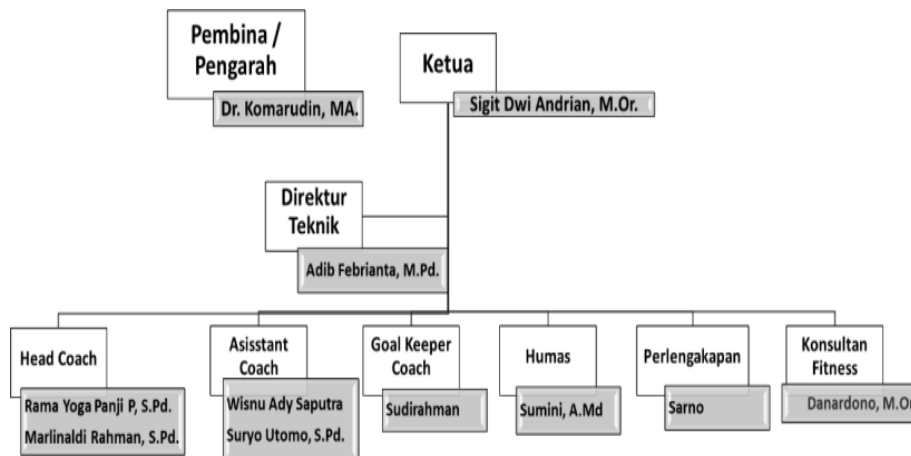 Pembina /
Pengarah
Dr. Komarudin, MA.
Ketua
Sigit Dwi Andrian, M.Or.
Direktur
Teknik
Adib Febrianta, M.Pd.
Head Coach
Rama Yoga Panji P, S.Pd.
Marlinaldi Rahman, S.Pd.
Asisstant
Coach
Wisnu Ady Saputra
Suryo Utomo, S.Pd.
Goal Keeper
Coach
Sudirahman
Humas
Sumini, A.Md
Perlengakapan
Sarno
Konsultan
Fitness
Danardono, M.Or